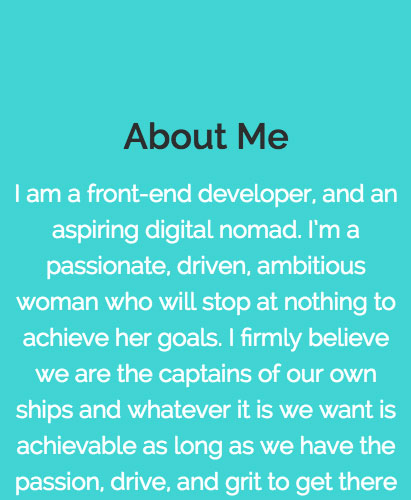 About Me
I am a front-end developer, and an
aspiring digital nomad. I'm a
passionate, driven, ambitious
woman who will stop at nothing to
achieve her goals. I firmly believe
we are the captains of our own
ships and whatever it is we want is
achievable as long as we have the
passion, drive, and grit to get there